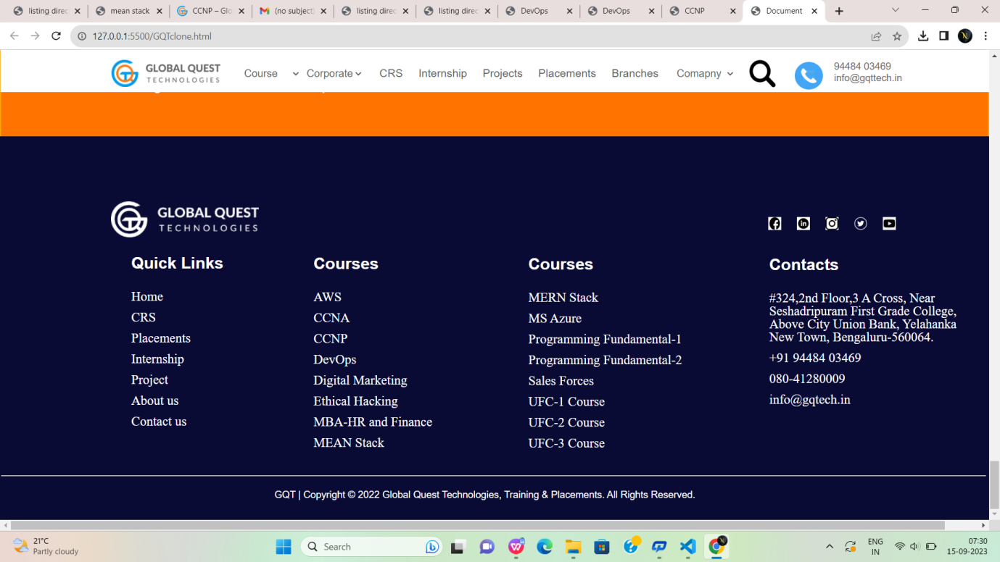 listing direc
mean stack
CCNP – Glo
(no subject)
listing direc
listing direc
DevOps
DevOps
CCNP
Document
127.0.0.1:5500/GQTclone.html
GLOBAL QUEST
TECHNOLOGIES
Course
Corporate
CRS
Internship
Projects
Placements
Branches
Comapny
94484 03469
info@gqttech.in
GLOBAL QUEST
TECHNOLOGIES
Quick Links
Home
CRS
Placements
Internship
Project
About us
Contact us
Courses
AWS
CCNA
CCNP
DevOps
Digital Marketing
Ethical Hacking
MBA-HR and Finance
MEAN Stack
Courses
MERN Stack
MS Azure
Programming Fundamental-1
Programming Fundamental-2
Sales Forces
UFC-1 Course
UFC-2 Course
UFC-3 Course
Contacts
#324,2nd Floor,3 A Cross, Near
Seshadripuram First Grade College,
Above City Union Bank, Yelahanka
New Town, Bengaluru-560064.
+91 94484 03469
080-41280009
info@gqtech.in
GQT | Copyright © 2022 Global Quest Technologies, Training & Placements. All Rights Reserved.
21°C
Partly cloudy
Search
ENG
IN
07:30
15-09-2023